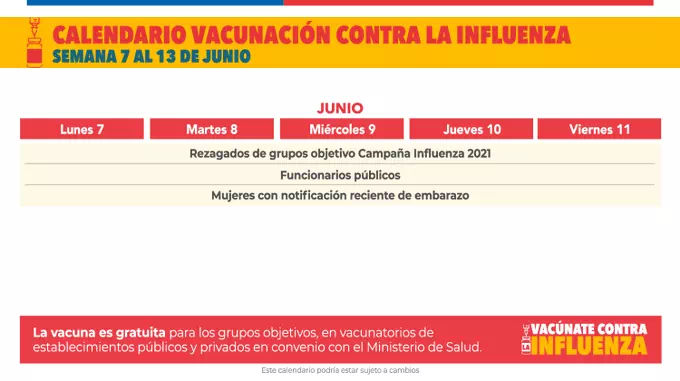 CALENDARIO VACUNACIÓN CONTRA LA INFLUENZA
SEMANA 7 AL 13 DE JUNIO
JUNIO
Lunes 7
Martes 8
Miércoles 9
Jueves 10
Viernes 11
Rezagados de grupos objetivo Campaña Influenza 2021
Funcionarios públicos
Mujeres con notificación reciente de embarazo
La vacuna es gratuita para los grupos objetivos, en vacunatorios de
establecimientos públicos y privados en convenio con el Ministerio de Salud.
VACÚNATE CONTRA
INFLUENZA
Este calendario podría estar sujeto a cambios